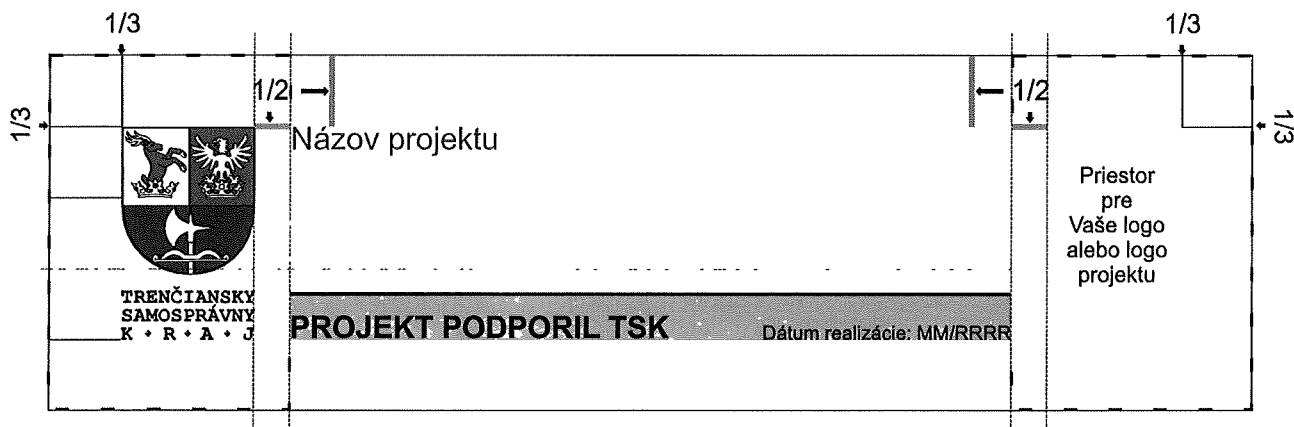 1/3
1/3
1/2
1/2
1/3
1/3
Názov projektu
Priestor
pre
Vaše logo
alebo logo
projektu
TRENČIANSKY
SAMOSPRÁVNY
K • R • A • J
PROJEKT PODPORIL TSK
Dátum realizácie: MM/RRRR